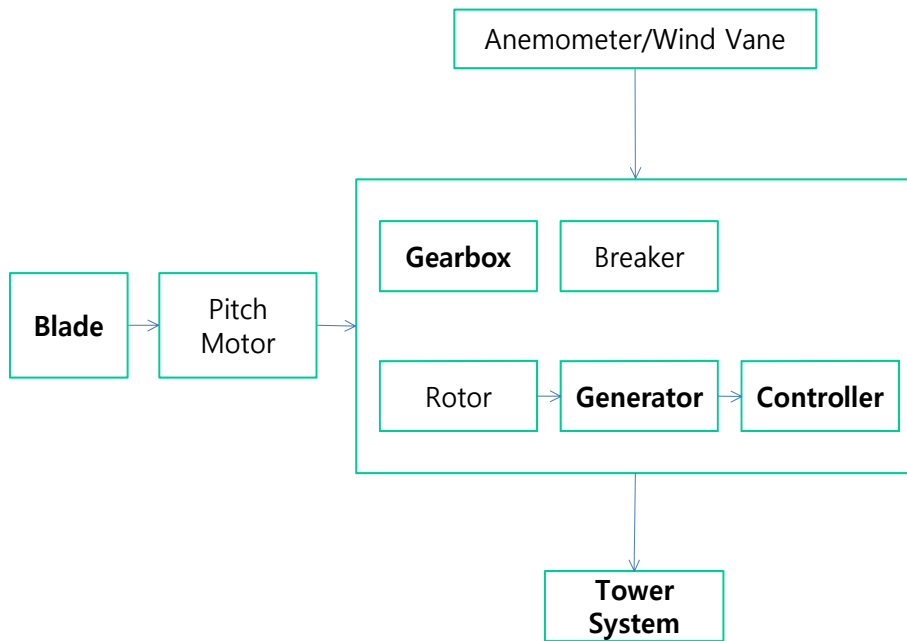 Anemometer/Wind Vane
Gearbox
Breaker
Blade
Pitch
Motor
Rotor
Generator
Controller
Tower
System